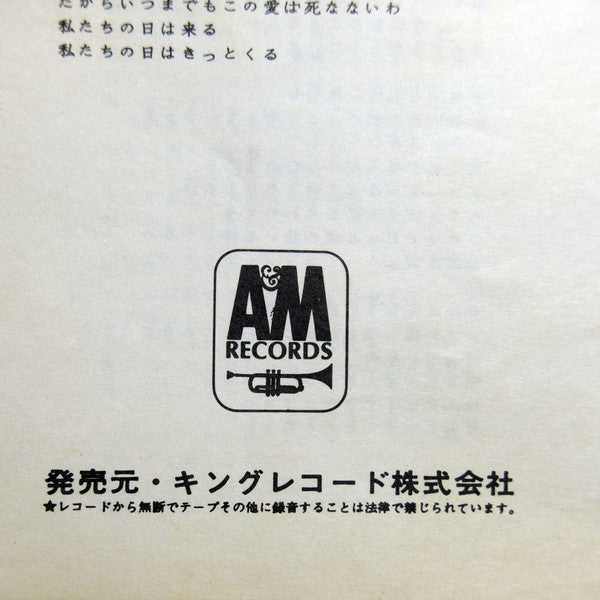 だからいつまでもこの愛は死なないわ
私たちの日は来る
私たちの日はきっとくる
A&M
RECORDS
発売元・キングレコード株式会社
★レコードから無断でテープその他に録音することは法律で禁じられています。